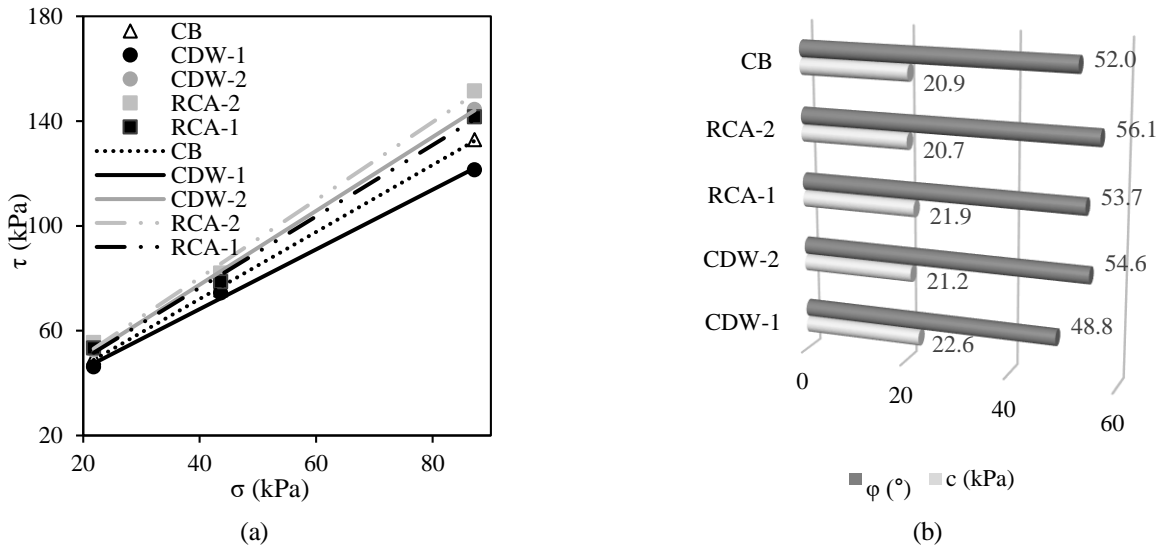 180
140
100
60
20
τ (kPa)
CB
CDW-1
CDW-2
RCA-2
RCA-1
CB
CDW-1
CDW-2
RCA-2
RCA-1
20 40 60 80
σ (kPa)
(a)
CB 52.0
20.9
RCA-2 56.1
20.7
RCA-1 53.7
21.9
CDW-2 54.6
21.2
CDW-1 48.8
22.6
0 20 40 60
φ (°) c (kPa)
(b)